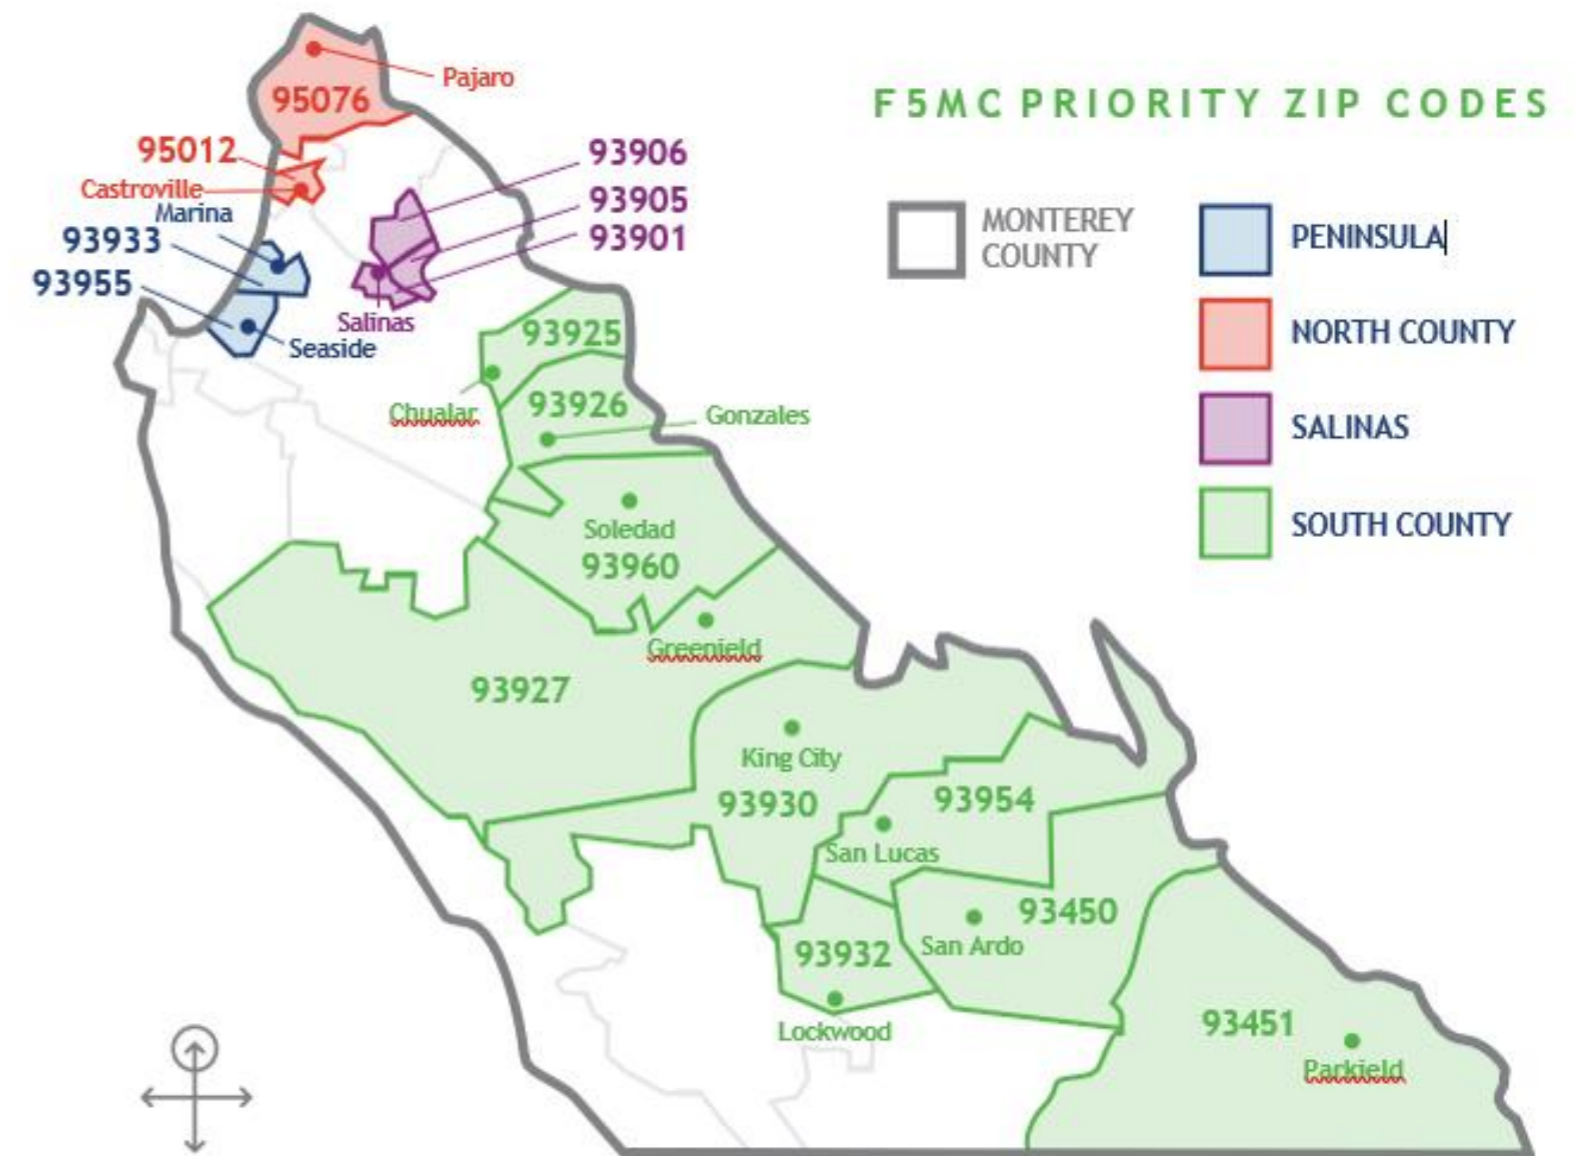 F5MC PRIORITY ZIP CODES
Pajaro
95076
95012
Castroville
Marina
93933
93955
93906
93905
93901
Salinas
Seaside
MONTEREY
COUNTY
PENINSULA
NORTH COUNTY
SALINAS
SOUTH COUNTY
93925
Chualar
93926
Gonzales
Soledad
93960
Greenield
93927
King City
93930
93954
San Lucas
93450
San Ardo
93932
Lockwood
93451
Parkield